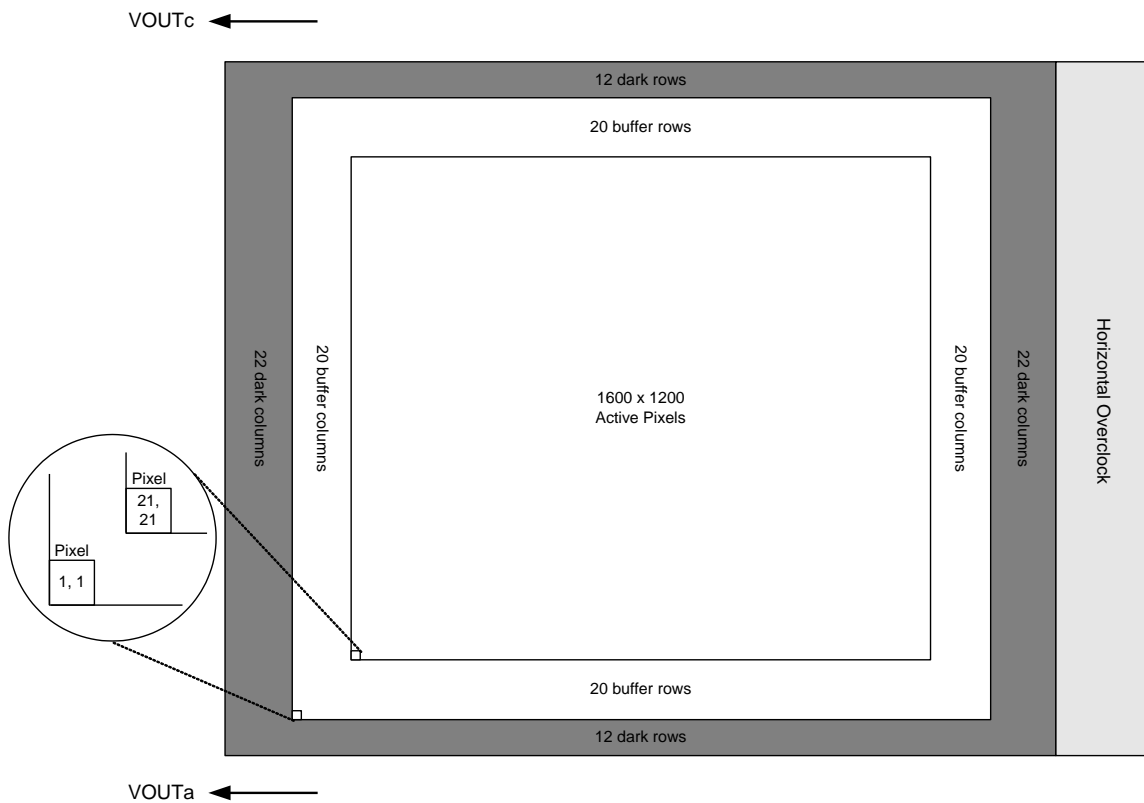 VOUTc
12 dark rows
20 buffer rows
22 dark columns
20 buffer columns
1600 x 1200
Active Pixels
20 buffer columns
22 dark columns
Horizontal Overclock
Pixel
21,
21
Pixel
1, 1
20 buffer rows
12 dark rows
VOUTa